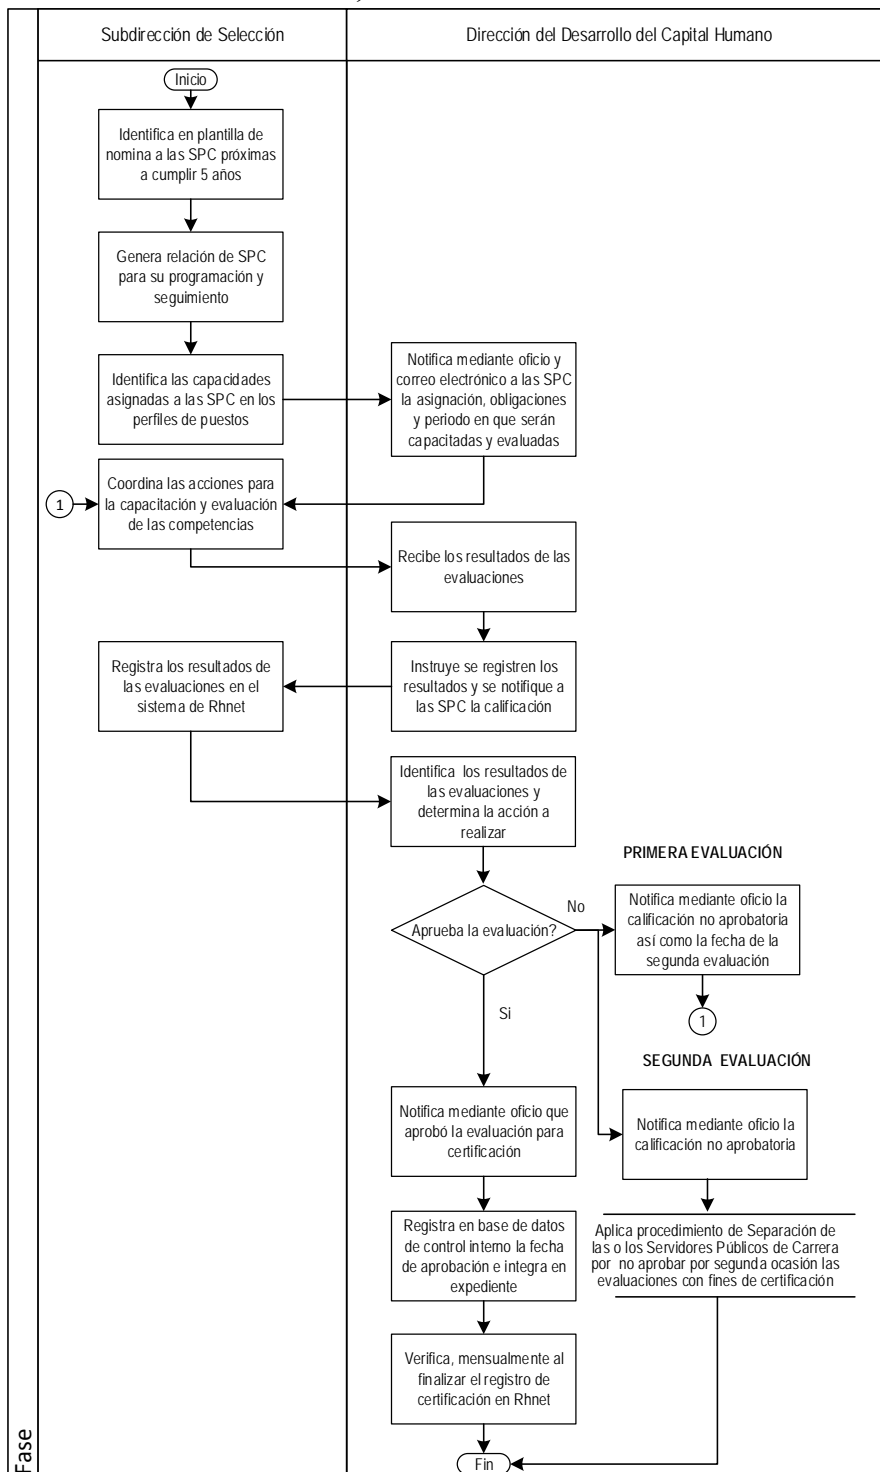 Subdirección de Selección
Dirección del Desarrollo del Capital Humano
Inicio
Identifica en plantilla de
nomina a las SPC próximas
a cumplir 5 años
Genera relación de SPC
para su programación y
seguimiento
Identifica las capacidades
asignadas a las SPC en los
perfiles de puestos
Notifica mediante oficio y
correo electrónico a las SPC
la asignación, obligaciones
y periodo en que serán
capacitadas y evaluadas
1
Coordina las acciones para
la capacitación y evaluación
de las competencias
Recibe los resultados de las
evaluaciones
Instruye se registren los
resultados y se notifique a
las SPC la calificación
Registra los resultados de
las evaluaciones en el
sistema de Rhnet
Identifica los resultados de
las evaluaciones y
determina la acción a
realizar
Aprueba la evaluación?
No
PRIMERA EVALUACIÓN
Notifica mediante oficio la
calificación no aprobatoria
así como la fecha de la
segunda evaluación
1
Si
SEGUNDA EVALUACIÓN
Notifica mediante oficio la
calificación no aprobatoria
Aplica procedimiento de Separación de
las o los Servidores Públicos de Carrera
por no aprobar por segunda ocasión las
evaluaciones con fines de certificación
Notifica mediante oficio que
aprobó la evaluación para
certificación
Registra en base de datos
de control interno la fecha
de aprobación e integra en
expediente
Verifica, mensualmente al
finalizar el registro de
certificación en Rhnet
Fin
Fase